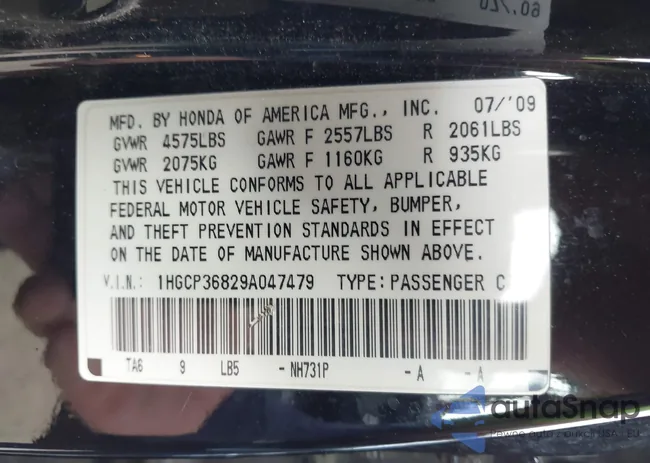 MFD. BY HONDA OF AMERICA MFG., INC. 07/'09
GVWR 4575LBS GAWR F 2557LBS R 2061LBS
GVWR 2075KG GAWR F 1160KG R 935KG
THIS VEHICLE CONFORMS TO ALL APPLICABLE
FEDERAL MOTOR VEHICLE SAFETY, BUMPER,
AND THEFT PREVENTION STANDARDS IN EFFECT
ON THE DATE OF MANUFACTURE SHOWN ABOVE.
V.I.N.: 1HGCP36829A047479 TYPE: PASSENGER C
TA6 9 LB5 - NH731P - A - A
autaSnap